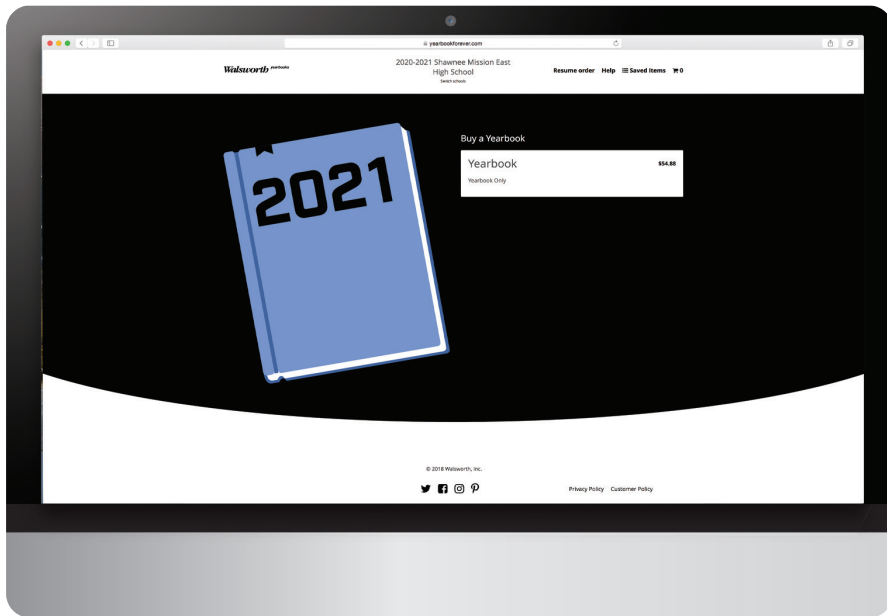 yearbookforever.com
Walsworth yearbooks
2020-2021 Shawnee Mission East
High School
Switch schools
Resume order Help Saved Items 0
Buy a Yearbook
Yearbook $54.88
Yearbook Only
2021
© 2018 Walsworth, Inc.
Privacy Policy Customer Policy